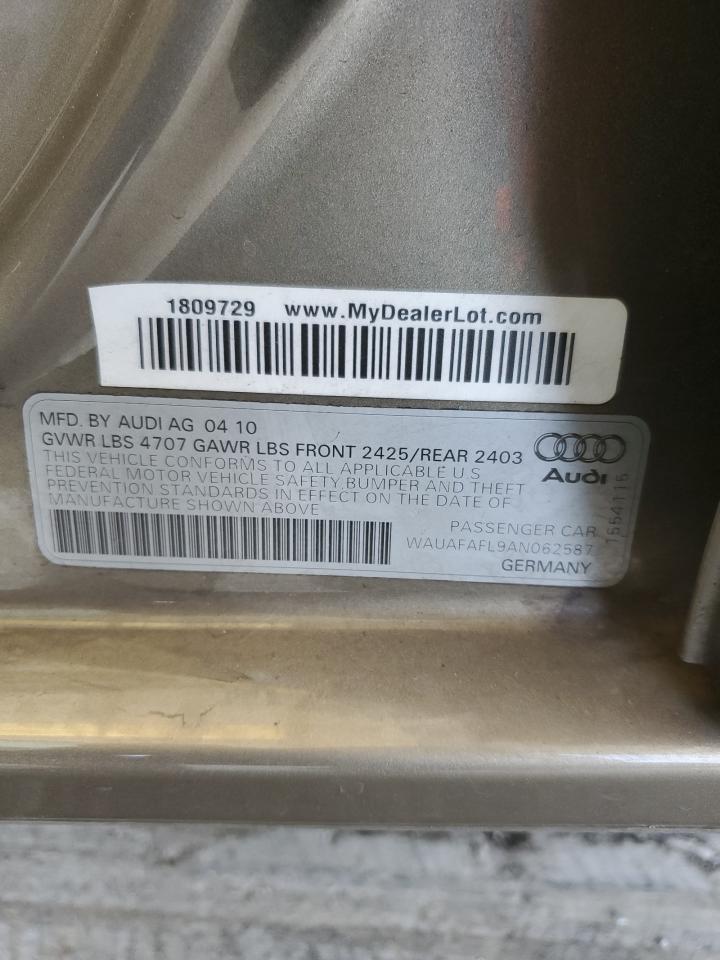 1809729 www.MyDealerLot.com
MFD. BY AUDI AG 04 10
GVWR LBS 4707 GAWR LBS FRONT 2425/REAR 2403
THIS VEHICLE CONFORMS TO ALL APPLICABLE U.S
FEDERAL MOTOR VEHICLE SAFETY,BUMPER AND THEFT
PREVENTION STANDARDS IN EFFECT ON THE DATE OF
MANUFACTURE SHOWN ABOVE
Audi
PASSENGER CAR
WAUAFAFL9AN062587
GERMANY
1554115